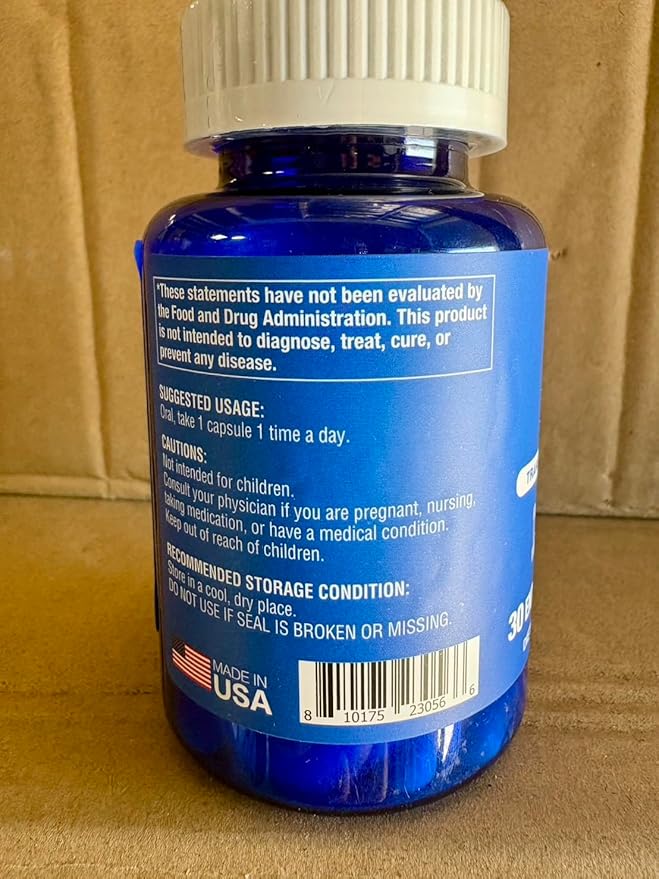 *These statements have not been evaluated by
the Food and Drug Administration. This product
is not intended to diagnose, treat, cure, or
prevent any disease.
SUGGESTED USAGE:
Oral, take 1 capsule 1 time a day.
CAUTIONS:
Not intended for children.
Consult your physician if you are pregnant, nursing,
taking medication, or have a medical condition.
Keep out of reach of children.
RECOMMENDED STORAGE CONDITION:
Store in a cool, dry place.
DO NOT USE IF SEAL IS BROKEN OR MISSING.
MADE IN
USA
8 10175 23056 6
30